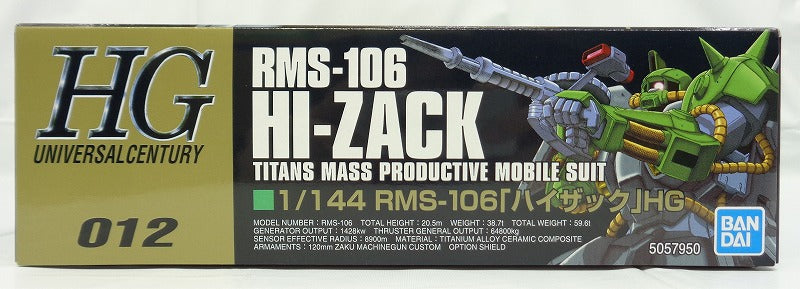 HG
UNIVERSALCENTURY
012
RMS-106
HI-ZACK
TITANS MASS PRODUCTIVE MOBILE SUIT
1/144 RMS-106「ハイザック」HG
MODEL NUMBER : RMS-106 TOTAL HEIGHT : 20.5m WEIGHT : 38.7t TOTAL WEIGHT : 59.6t
GENERATOR OUTPUT : 1428kw THRUSTER GENERAL OUTPUT : 64800kg
SENSOR EFFECTIVE RADIUS : 8900m MATERIAL : TITANIUM ALLOY CERAMIC COMPOSITE
ARMAMENTS : 120mm ZAKU MACHINEGUN CUSTOM OPTION SHIELD
BAN
DAI
5057950